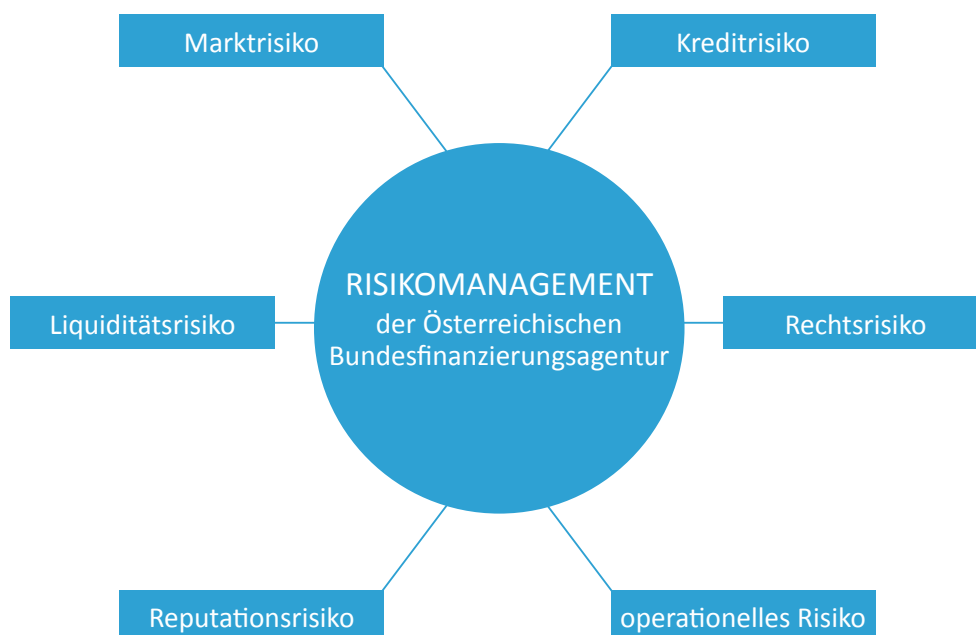 Marktrisiko
Kreditrisiko
RISIKOMANAGEMENT
der Österreichischen
Bundesfinanzierungsagentur
Liquiditätsrisiko
Rechtsrisiko
Reputationsrisiko
operationelles Risiko